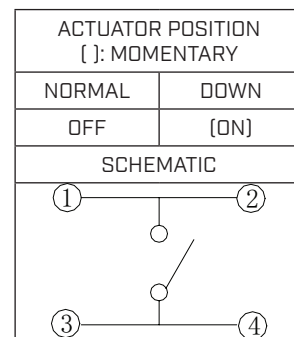 ACTUATOR POSITION
( ): MOMENTARY
NORMAL DOWN
OFF (ON)
SCHEMATIC
1 2
3 4